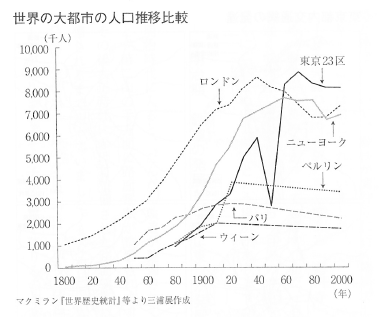 世界の大都市の人口推移比較
(千人)
10,000
9,000
8,000
7,000
6,000
5,000
4,000
3,000
2,000
1,000
0
東京23区
ロンドン
ニューヨーク
ベルリン
パリ
ウィーン
1800 20 40 60 80 1900 20 40 60 80 2000
(年)
マクミラン『世界歴史統計』等より三浦展作成